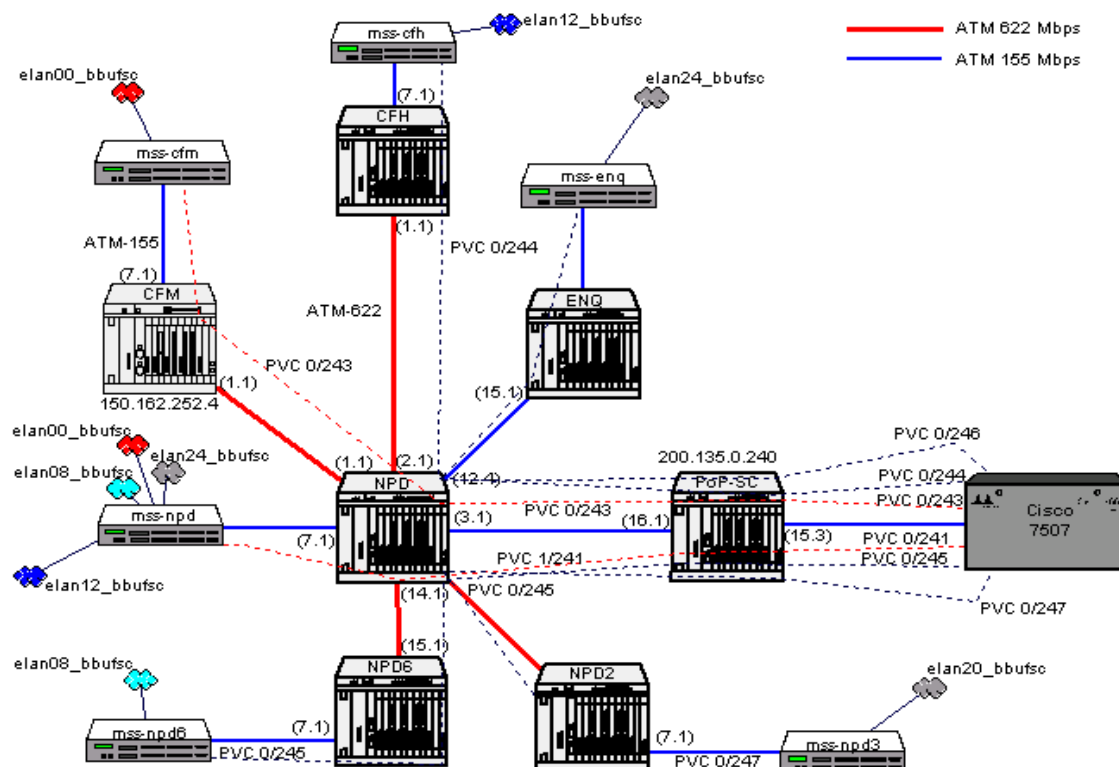 mss-cfh
elan12_bbufsc
ATM 622 Mbps
ATM 155 Mbps
elan00_bbufsc
(7.1)
CFH
elan24_bbufsc
mss-cfm
mss-enq
(1.1)
ATM-155
PVC 0/244
(7.1)
CFM
ENQ
ATM-622
PVC 0/243
(1.1)
(15.1)
150.162.252.4
elan00_bbufsc
elan24_bbufsc
PVC 0/246
(1.1)
(2.1)
200.135.0.240
elan08_bbufsc
NPD
(12.4)
PoP-SC
PVC 0/244
PVC 0/243
mss-npd
(3.1)
PVC 0/243
(16.1)
Cisco
7507
(7.1)
(15.3)
PVC 0/241
PVC 1/241
PVC 0/245
elan12_bbufsc
(14.1)
PVC 0/245
PVC 0/247
(15.1)
elan08_bbufsc
NPD6
NPD2
elan20_bbufsc
(7.1)
(7.1)
mss-npd6
PVC 0/245
PVC 0/247
mss-npd3